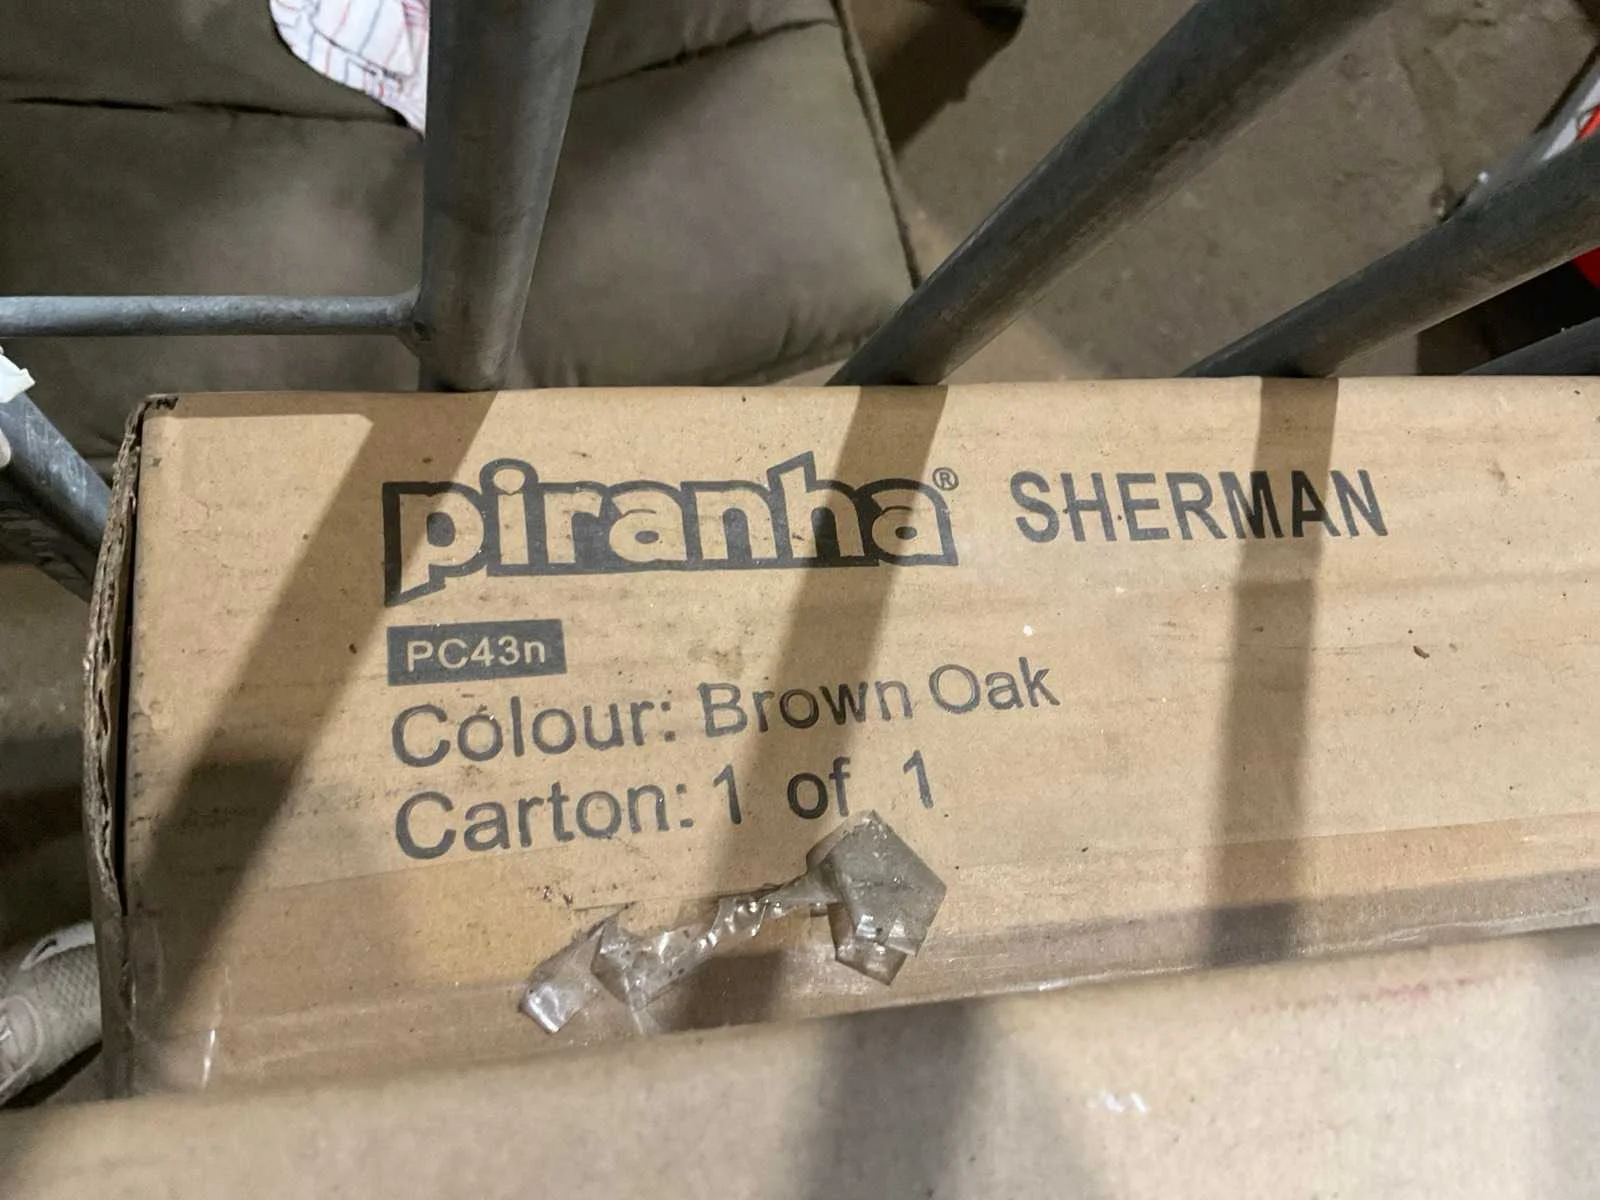 piranha® SHERMAN
PC43n
Colour: Brown Oak
Carton: 1 of 1